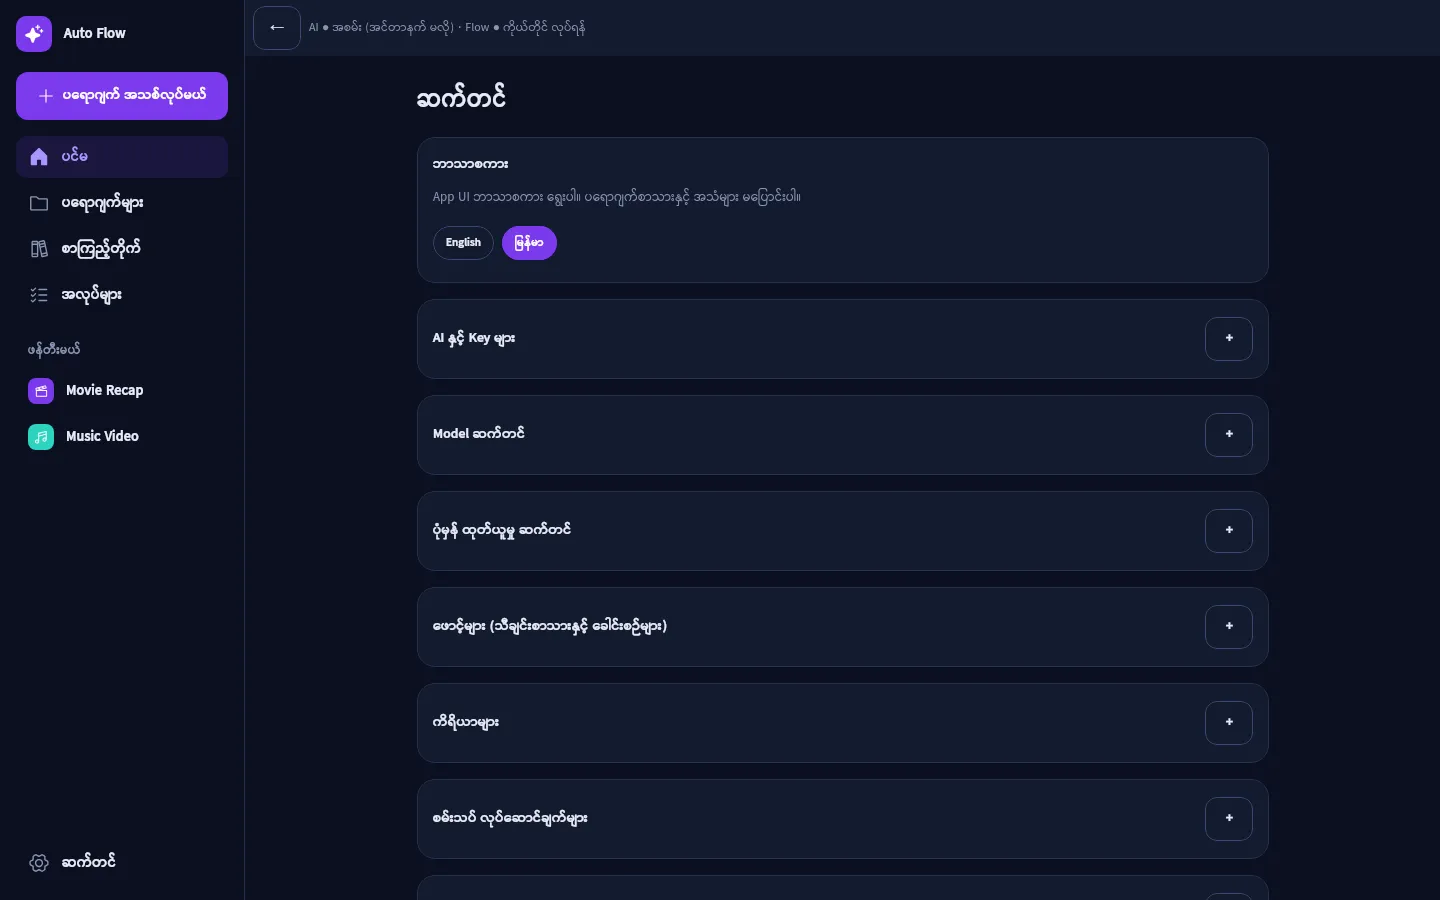 Auto Flow
ပရောဂျက် အသစ်လုပ်မယ်
ပင်မ
ပရောဂျက်များ
စာကြည့်တိုက်
အလုပ်များ
ဖန်တီးမယ်
Movie Recap
Music Video
ဆက်တင်
← AI ● အစမ်း (အင်တာနက် မလို) · Flow ● ကိုယ်တိုင် လုပ်ရန်
ဆက်တင်
ဘာသာစကား
App UI ဘာသာစကား ရွေးပါ။ ပရောဂျက်စာသားနှင့် အသံများ မပြောင်းပါ။
English မြန်မာ
AI နှင့် Key များ +
Model ဆက်တင် +
ပုံမှန် ထုတ်ယူမှု ဆက်တင် +
ဖောင့်များ (သီချင်းစာသားနှင့် ခေါင်းစဉ်များ) +
ကိရိယာများ +
စမ်းသပ် လုပ်ဆောင်ချက်များ +